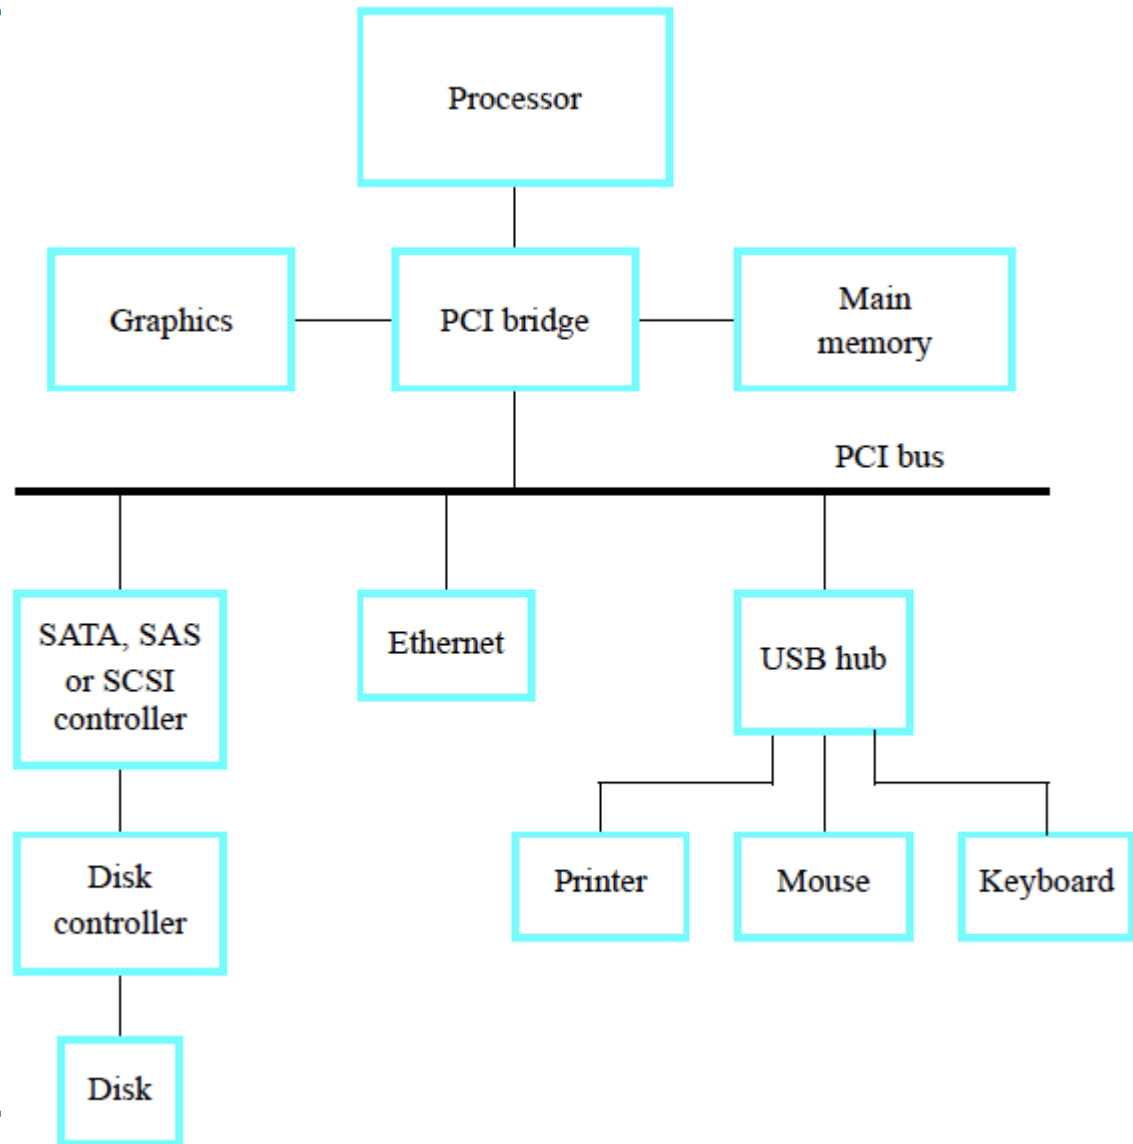 Processor
Graphics
PCI bridge
Main
memory
PCI bus
SATA, SAS
or SCSI
controller
Ethernet
USB hub
Disk
controller
Printer
Mouse
Keyboard
Disk